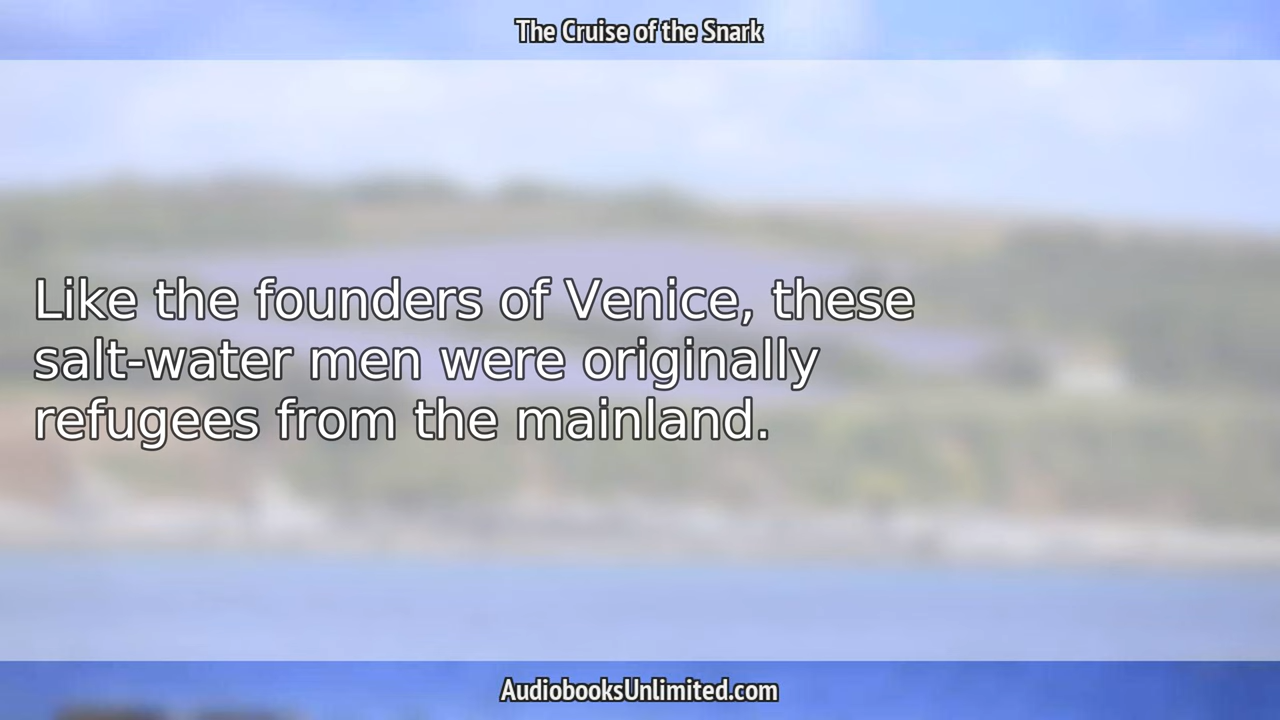 The Cruise of the Snark
Like the founders of Venice, these
salt-water men were originally
refugees from the mainland.
AudiobooksUnlimited.com